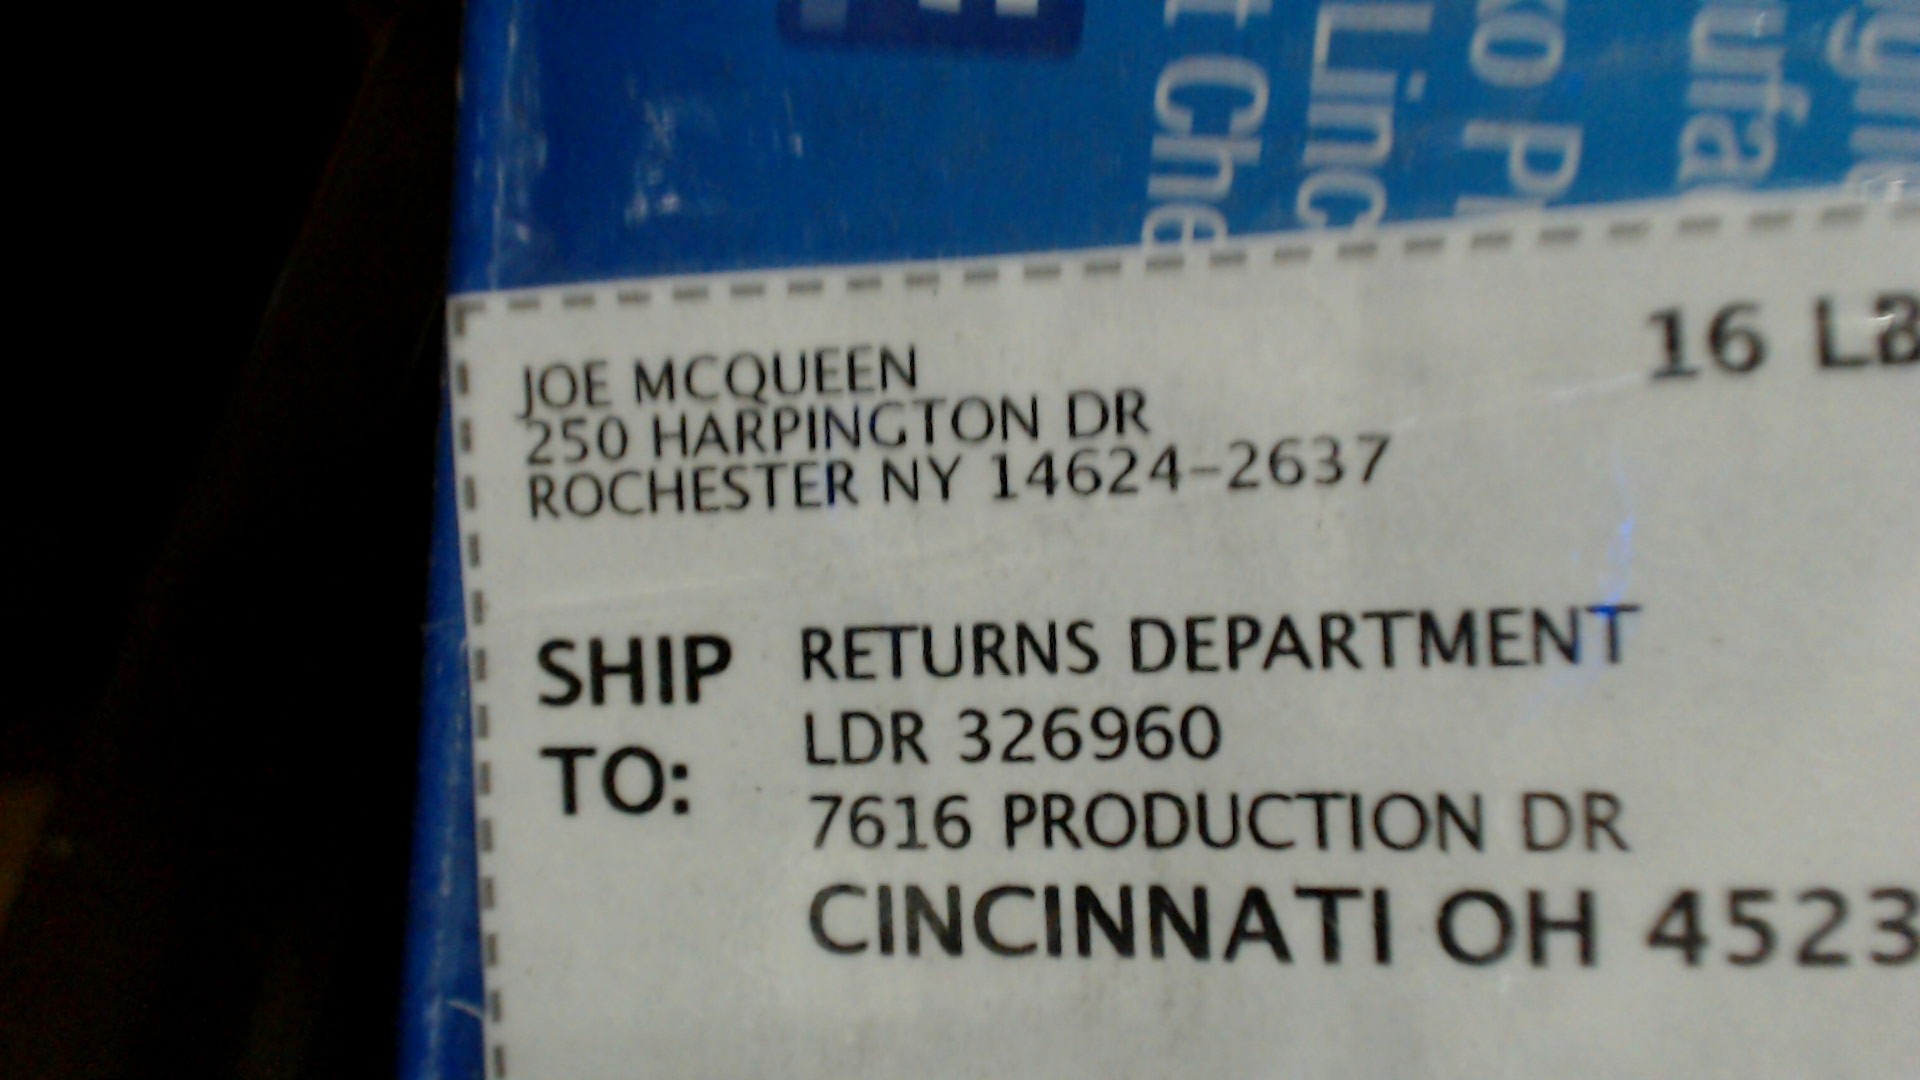 JOE MCQUEEN
250 HARPINGTON DR
ROCHESTER NY 14624-2637
16 LB
SHIP TO:
RETURNS DEPARTMENT
LDR 326960
7616 PRODUCTION DR
CINCINNATI OH 4523